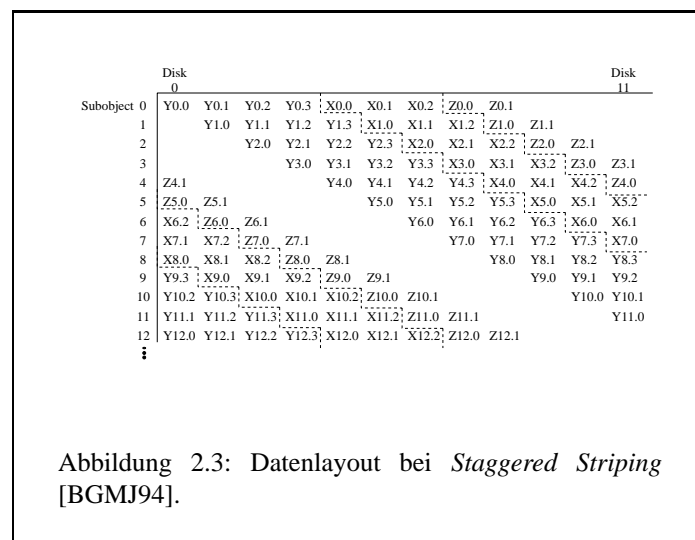 Disk Disk
0 11
Subobject 0 Y0.0 Y0.1 Y0.2 Y0.3 X0.0 X0.1 X0.2 Z0.0 Z0.1
1 Y1.0 Y1.1 Y1.2 Y1.3 X1.0 X1.1 X1.2 Z1.0 Z1.1
2 Y2.0 Y2.1 Y2.2 Y2.3 X2.0 X2.1 X2.2 Z2.0 Z2.1
3 Y3.0 Y3.1 Y3.2 Y3.3 X3.0 X3.1 X3.2 Z3.0 Z3.1
4 Z4.1 Y4.0 Y4.1 Y4.2 Y4.3 X4.0 X4.1 X4.2 Z4.0
5 Z5.0 Z5.1 Y5.0 Y5.1 Y5.2 Y5.3 X5.0 X5.1 X5.2
6 X6.2 Z6.0 Z6.1 Y6.0 Y6.1 Y6.2 Y6.3 X6.0 X6.1
7 X7.1 X7.2 Z7.0 Z7.1 Y7.0 Y7.1 Y7.2 Y7.3 X7.0
8 X8.0 X8.1 X8.2 Z8.0 Z8.1 Y8.0 Y8.1 Y8.2 Y8.3
9 Y9.3 X9.0 X9.1 X9.2 Z9.0 Z9.1 Y9.0 Y9.1 Y9.2
10 Y10.2 Y10.3 X10.0 X10.1 X10.2 Z10.0 Z10.1 Y10.0 Y10.1
11 Y11.1 Y11.2 Y11.3 X11.0 X11.1 X11.2 Z11.0 Z11.1 Y11.0
12 Y12.0 Y12.1 Y12.2 Y12.3 X12.0 X12.1 X12.2 Z12.0 Z12.1
Abbildung 2.3: Datenlayout bei Staggered Striping
[BGMJ94].